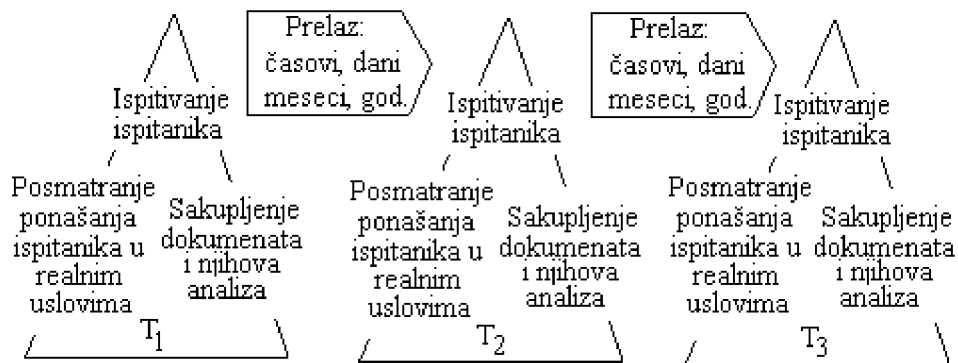 Ispitivanje
ispitanika
Posmatranje
ponašanja
ispitanika u
realnim
uslovima
Sakupljenje
dokumenata
i njihova
analiza
T1
Prelaz:
časovi, dani
meseci, god.
Ispitivanje
ispitanika
Posmatranje
ponašanja
ispitanika u
realnim
uslovima
Sakupljenje
dokumenata
i njihova
analiza
T2
Prelaz:
časovi, dani
meseci, god.
Ispitivanje
ispitanika
Posmatranje
ponašanja
ispitanika u
realnim
uslovima
Sakupljenje
dokumenata
i njihova
analiza
T3